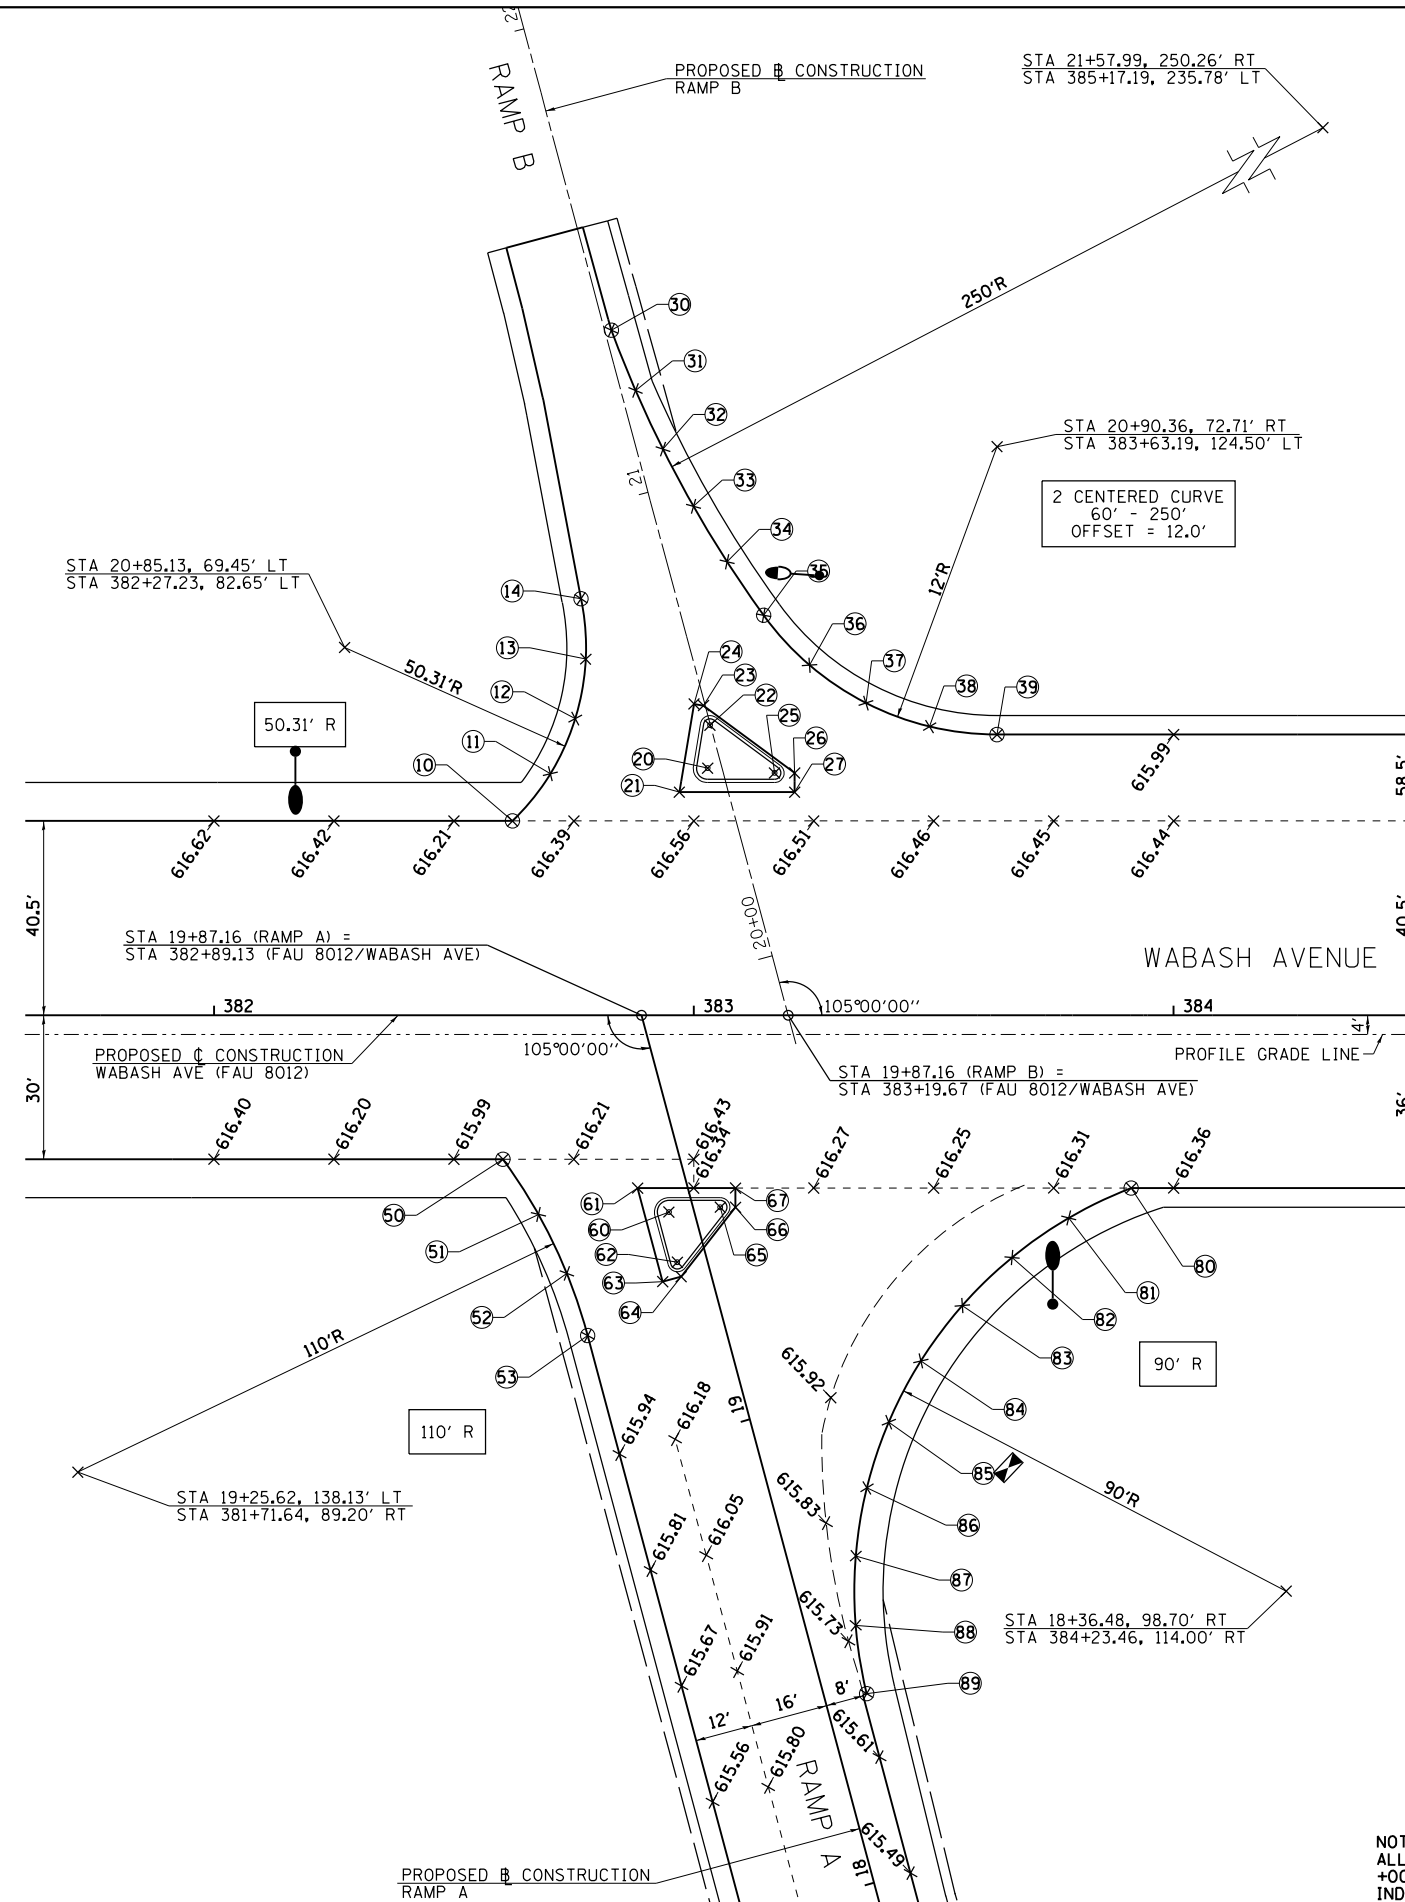 22
RAMP B
PROPOSED ℄ CONSTRUCTION
RAMP B
STA 21+57.99, 250.26' RT
STA 385+17.19, 235.78' LT
250'R
30
31
32
33
34
35
36
37
38
39
21
STA 20+90.36, 72.71' RT
STA 383+63.19, 124.50' LT
2 CENTERED CURVE
60' - 250'
OFFSET = 12.0'
12'R
STA 20+85.13, 69.45' LT
STA 382+27.23, 82.65' LT
50.31'R
50.31' R
14
13
12
11
10
24
23
22
25
26
27
20
21
615.99
58.5'
616.62
616.42
616.21
616.39
616.56
616.51
616.46
616.45
616.44
40.5'
40.5'
20+00
STA 19+87.16 (RAMP A) =
STA 382+89.13 (FAU 8012/WABASH AVE)
WABASH AVENUE
382
383
384
105°00'00"
105°00'00"
4'
PROPOSED ℄ CONSTRUCTION
WABASH AVE (FAU 8012)
PROFILE GRADE LINE
STA 19+87.16 (RAMP B) =
STA 383+19.67 (FAU 8012/WABASH AVE)
30'
36'
616.40
616.20
615.99
616.21
616.43
616.34
616.27
616.25
616.31
616.36
50
51
52
53
61
60
62
63
64
65
66
67
80
81
82
83
84
85
86
87
88
89
110'R
110' R
STA 19+25.62, 138.13' LT
STA 381+71.64, 89.20' RT
90' R
90'R
STA 18+36.48, 98.70' RT
STA 384+23.46, 114.00' RT
19
615.92
615.83
615.73
615.61
615.49
615.94
616.18
615.81
616.05
615.67
615.91
615.56
615.80
12'
16'
8'
RAMP A
18
PROPOSED ℄ CONSTRUCTION
RAMP A
NOT
ALL
+00
IND